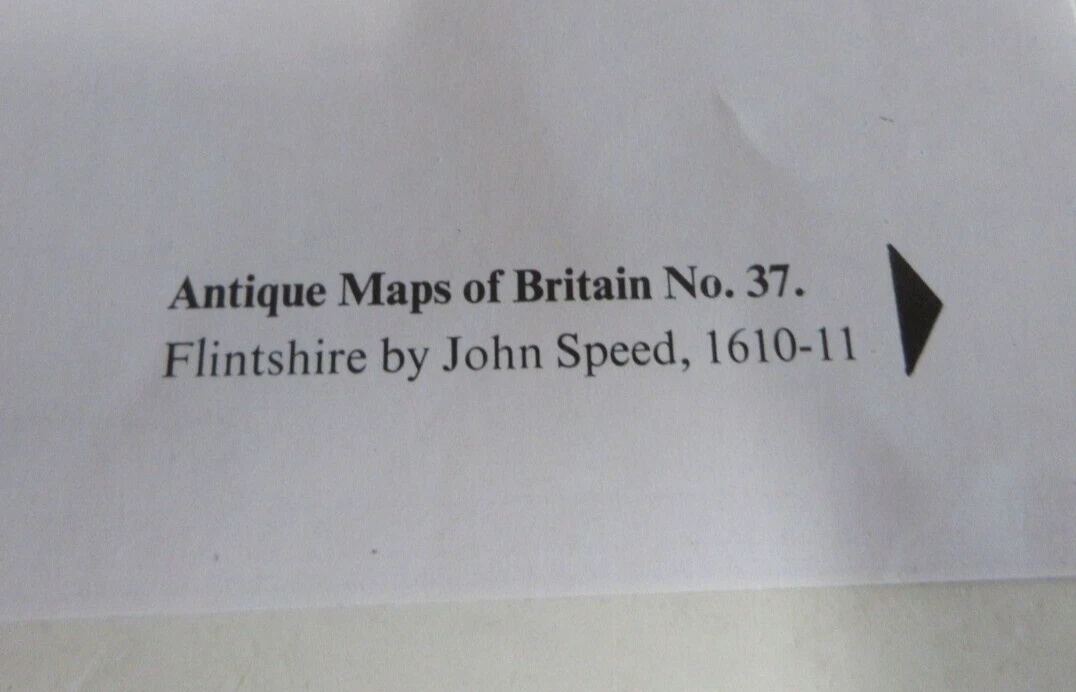 Antique Maps of Britain No. 37.
Flintshire by John Speed, 1610-11